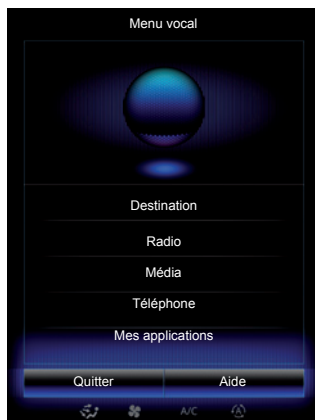 Menu vocal
Destination
Radio
Média
Téléphone
Mes applications
Quitter Aide
A/C A